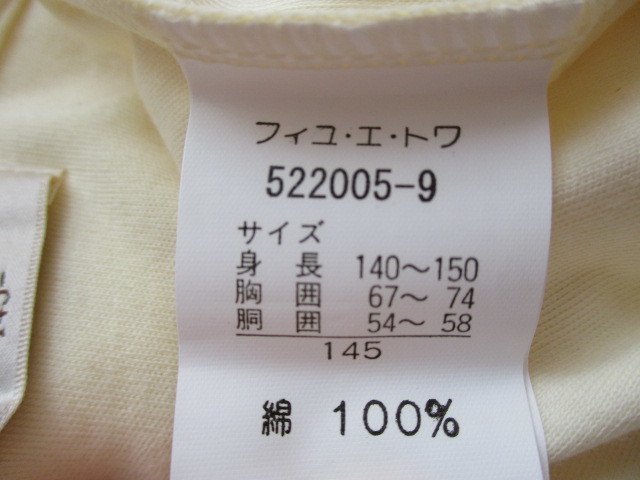 フィユ・エ・トワ
522005-9
サイズ
身長 140〜150
胸囲 67〜 74
胴囲 54〜 58
145
綿 100%